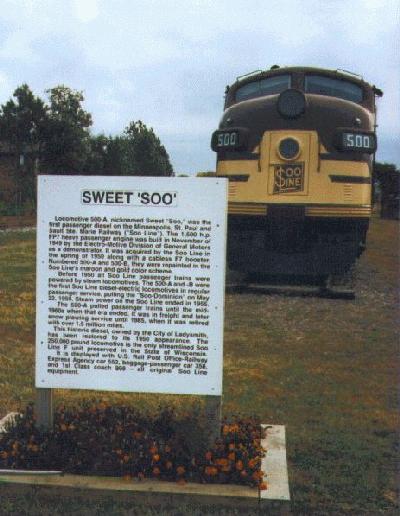 500
500
SOO
LINE
SWEET 'SOO'
Locomotive 500-A, nicknamed Sweet "Soo," was the
first passenger diesel on the Minneapolis, St. Paul and
Sault Ste. Marie Railway ("Soo Line"). The 1,500 h.p.
FP7 heavy passenger engine was built in November of
1949 by the Electro-Motive Division of General Motors
as a demonstrator. It was acquired by the Soo Line in
the spring of 1950 along with a cabless F7 booster.
Numbered 500-A and 500-B, they were repainted in the
Soo Line's maroon and gold color scheme.
Before 1950 all Soo Line passenger trains were
powered by steam locomotives. The 500-A and -B were
the first Soo Line diesel-electric locomotives in regular
passenger service, pulling the "Soo-Dominion" on May
22, 1950. Steam power on the Soo Line ended in 1955.
The 500-A pulled passenger trains until the mid-
1960s when that era ended. It was in freight and later
snow plowing service until 1985, when it was retired
with over 1.5 million miles.
This historic diesel, owned by the City of Ladysmith,
has been restored to its 1950 appearance. The
250,000 pound locomotive is the only streamlined Soo
Line F unit preserved in the State of Wisconsin.
It is displayed with U.S. Mail Post Office-Railway
Express Agency car 552, baggage-passenger car 358,
and 1st Class coach 998 - all original Soo Line
equipment.